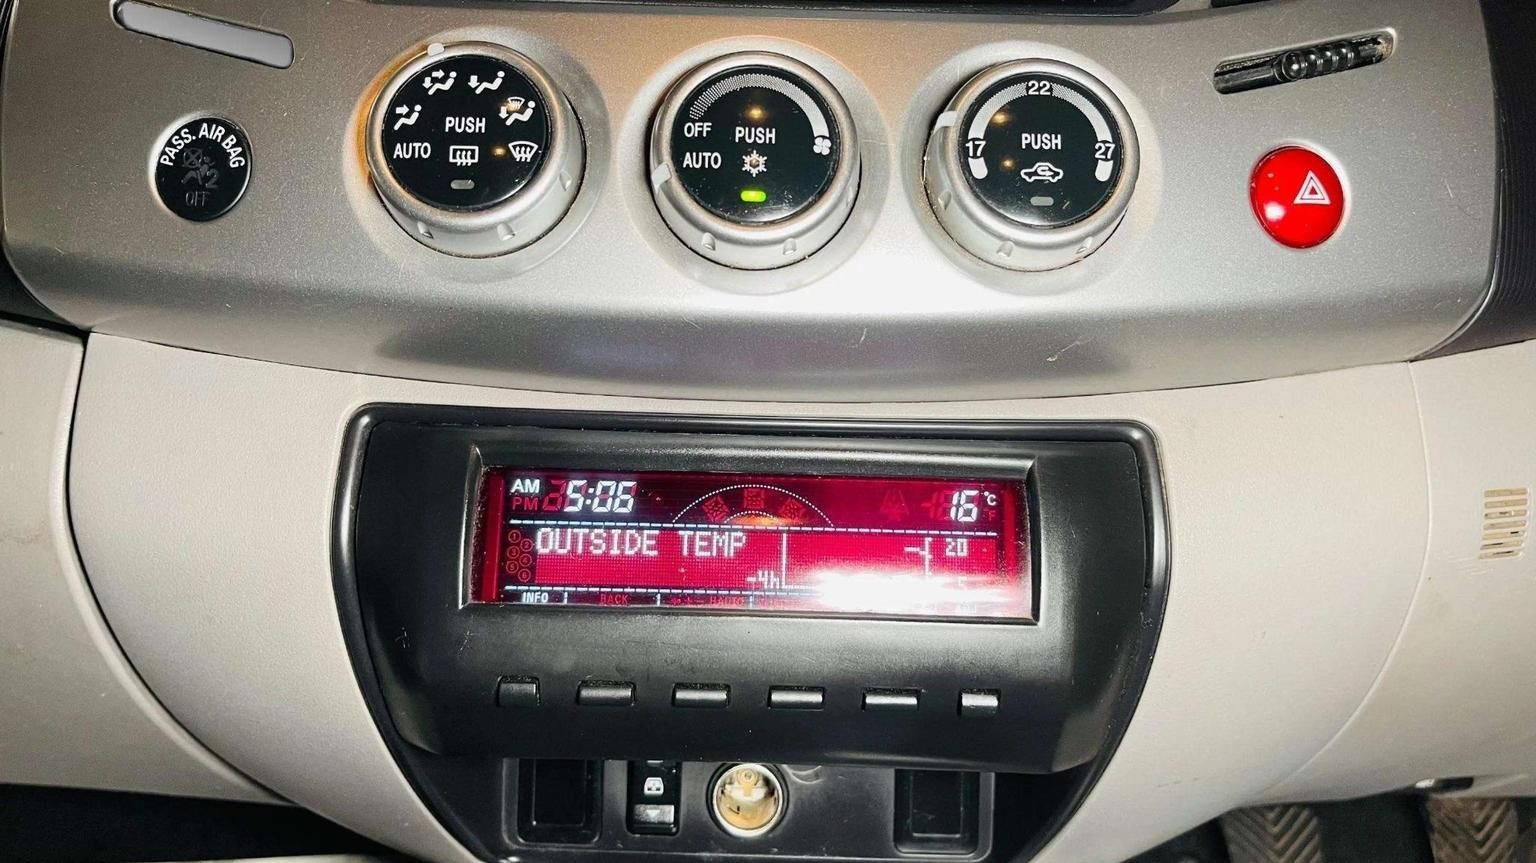 PASS. AIR BAG
OFF
PUSH
AUTO
OFF PUSH
AUTO
22
PUSH
17 27
AM 5:06 16 °C
PM
OUTSIDE TEMP 20
-4h
INFO BACK